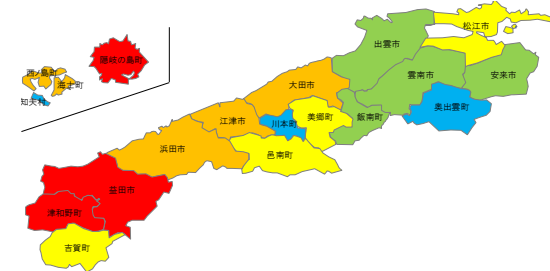 松江市
出雲市
隠岐の島町
西ノ島町
雲南市
安来市
海士町
大田市
知夫村
奥出雲町
飯南町
美郷町
江津市
川本町
浜田市
邑南町
益田市
津和野町
吉賀町